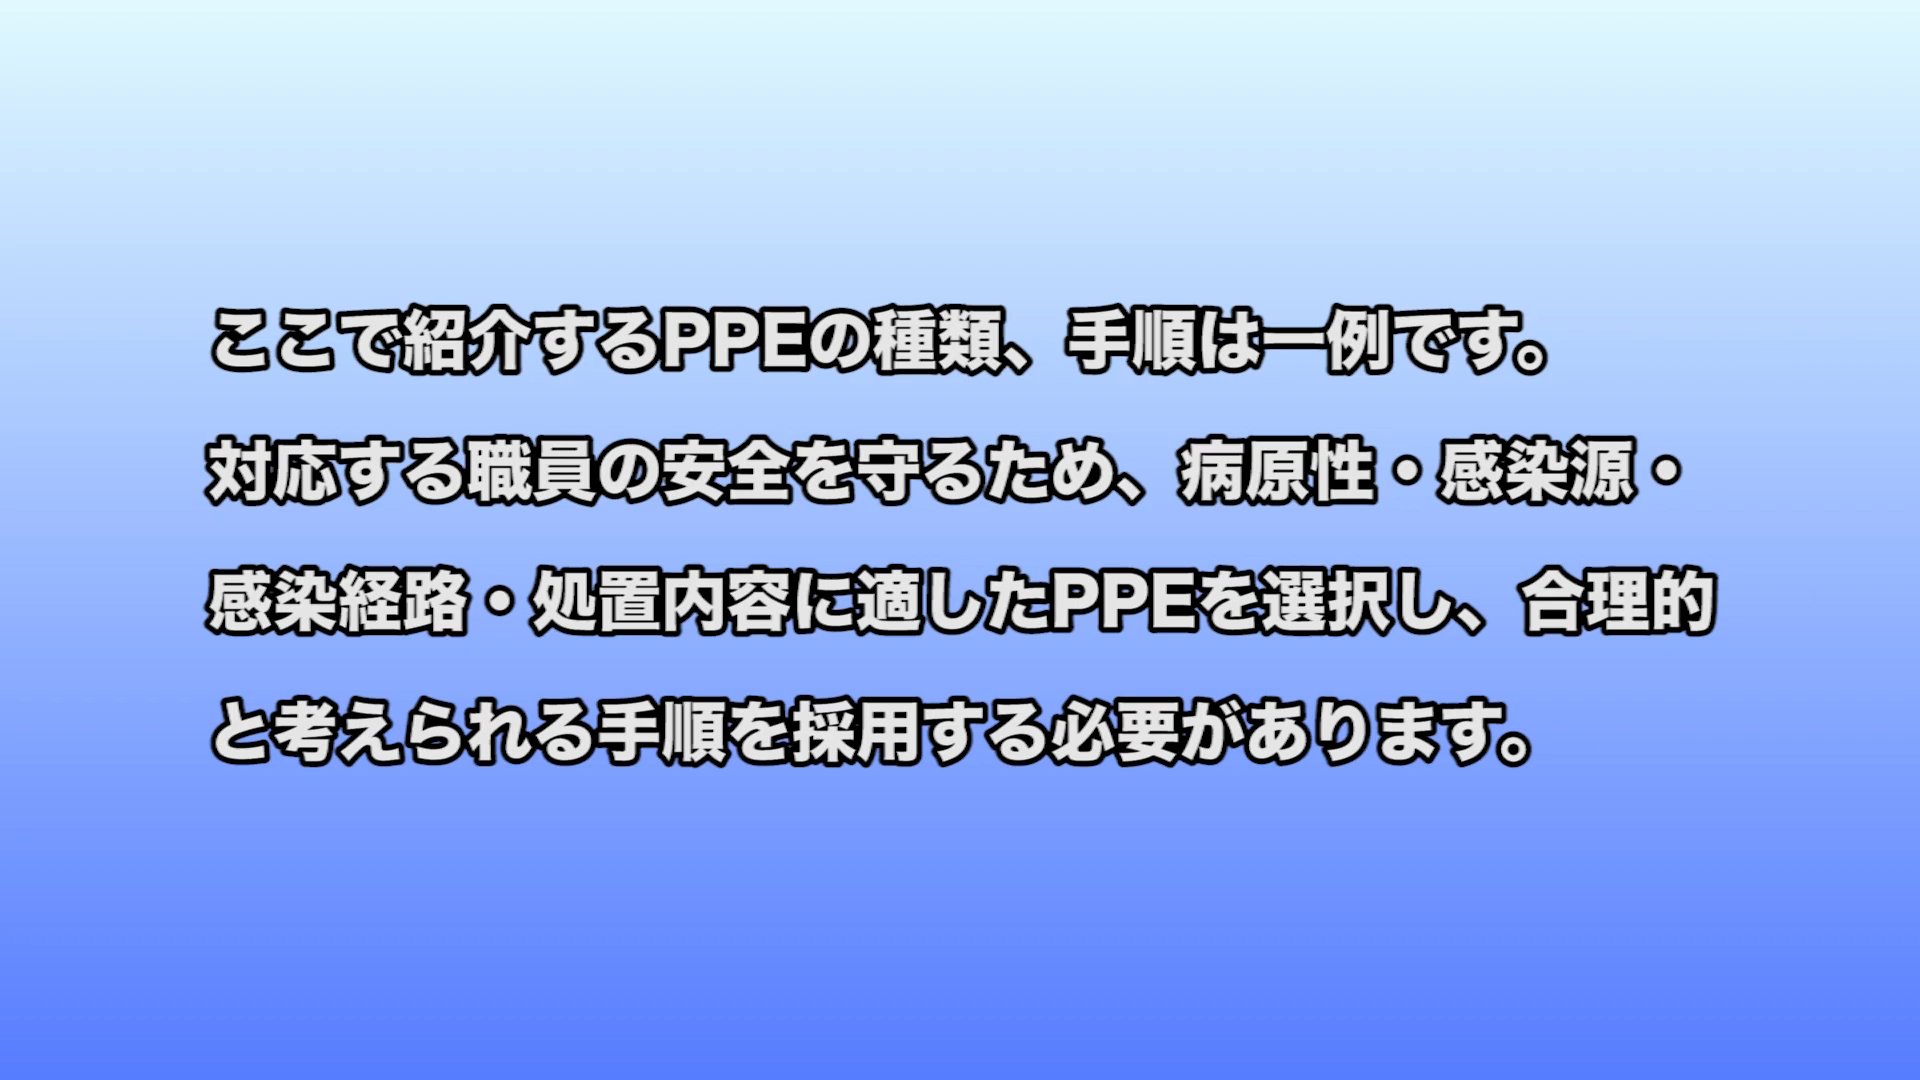 ここで紹介するPPEの種類、手順は一例です。
対応する職員の安全を守るため、病原性・感染源・
感染経路・処置内容に適したPPEを選択し、合理的
と考えられる手順を採用する必要があります。